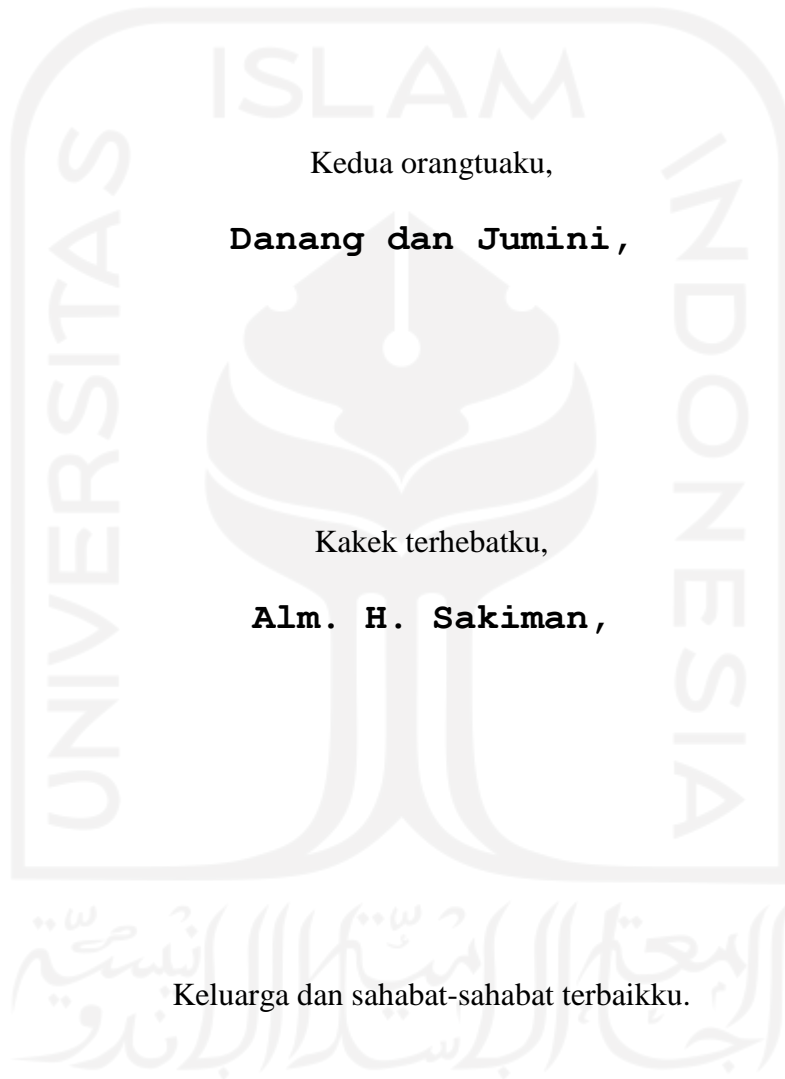 ISLAM
UNIVERSITAS
INDONESIA
Kedua orangtuaku,
Danang dan Jumini,
Kakek terhebatku,
Alm. H. Sakiman,
Keluarga dan sahabat-sahabat terbaikku.